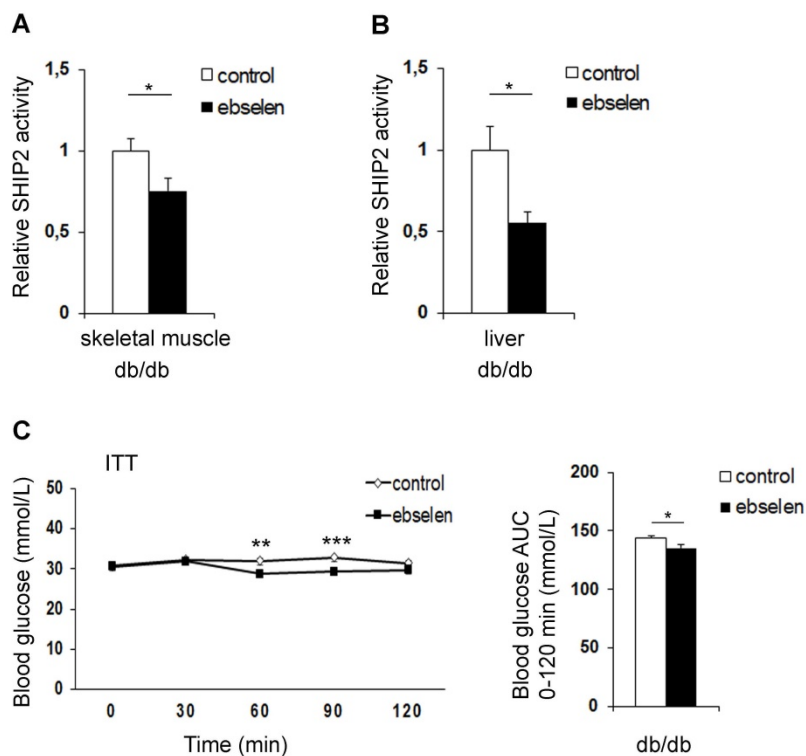 A
Relative SHIP2 activity
1,5
1
0,5
0
*
control
ebselen
skeletal muscle
db/db
B
Relative SHIP2 activity
1,5
1
0,5
0
*
control
ebselen
liver
db/db
C
ITT
Blood glucose (mmol/L)
50
40
30
20
10
0
** ***
control
ebselen
0 30 60 90 120
Time (min)
Blood glucose AUC
0-120 min (mmol/L)
200
150
100
50
0
*
control
ebselen
db/db